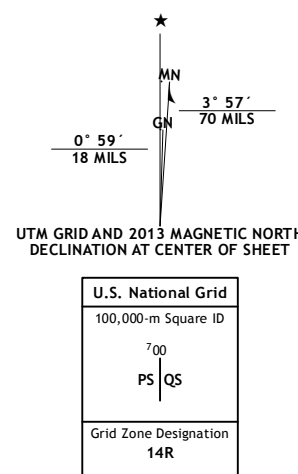 ★
MN
3° 57´
70 MILS
GN
0° 59´
18 MILS
UTM GRID AND 2013 MAGNETIC NORTH
DECLINATION AT CENTER OF SHEET
U.S. National Grid
100,000-m Square ID
⁷00
PS QS
Grid Zone Designation
14R